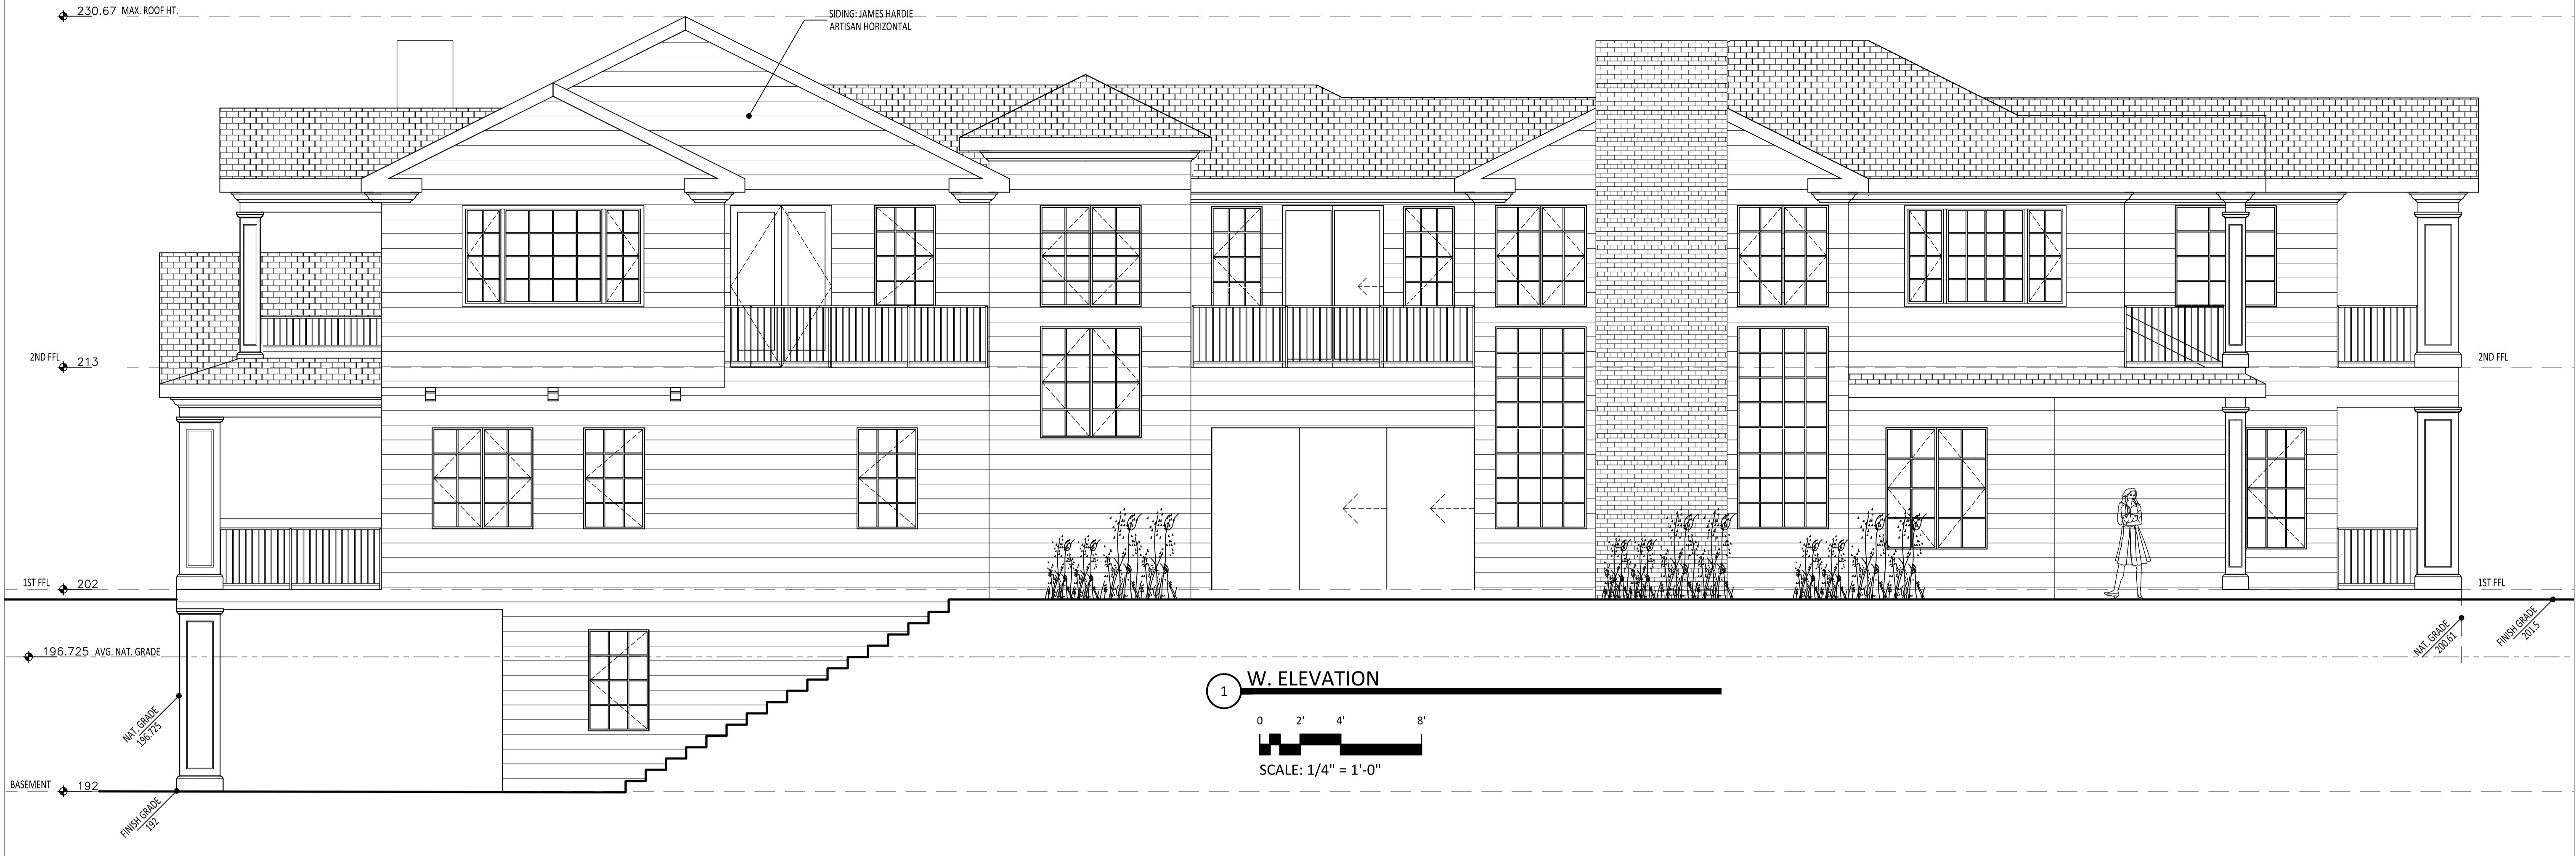 230.67 MAX. ROOF HT.
SIDING: JAMES HARDIE
ARTISAN HORIZONTAL
2ND FFL 213
2ND FFL
1ST FFL 202
1ST FFL
196.725 AVG. NAT. GRADE
NAT. GRADE
196.725
NAT. GRADE
200.61
FINISH GRADE
201.5
1 W. ELEVATION
0 2' 4' 8'
SCALE: 1/4" = 1'-0"
BASEMENT 192
FINISH GRADE
192